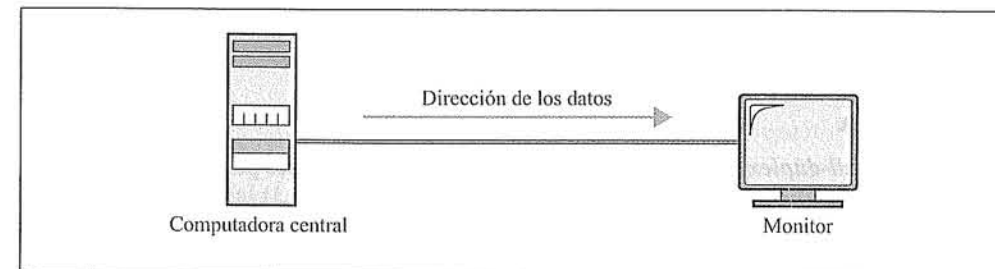 Dirección de los datos
Computadora central
Monitor